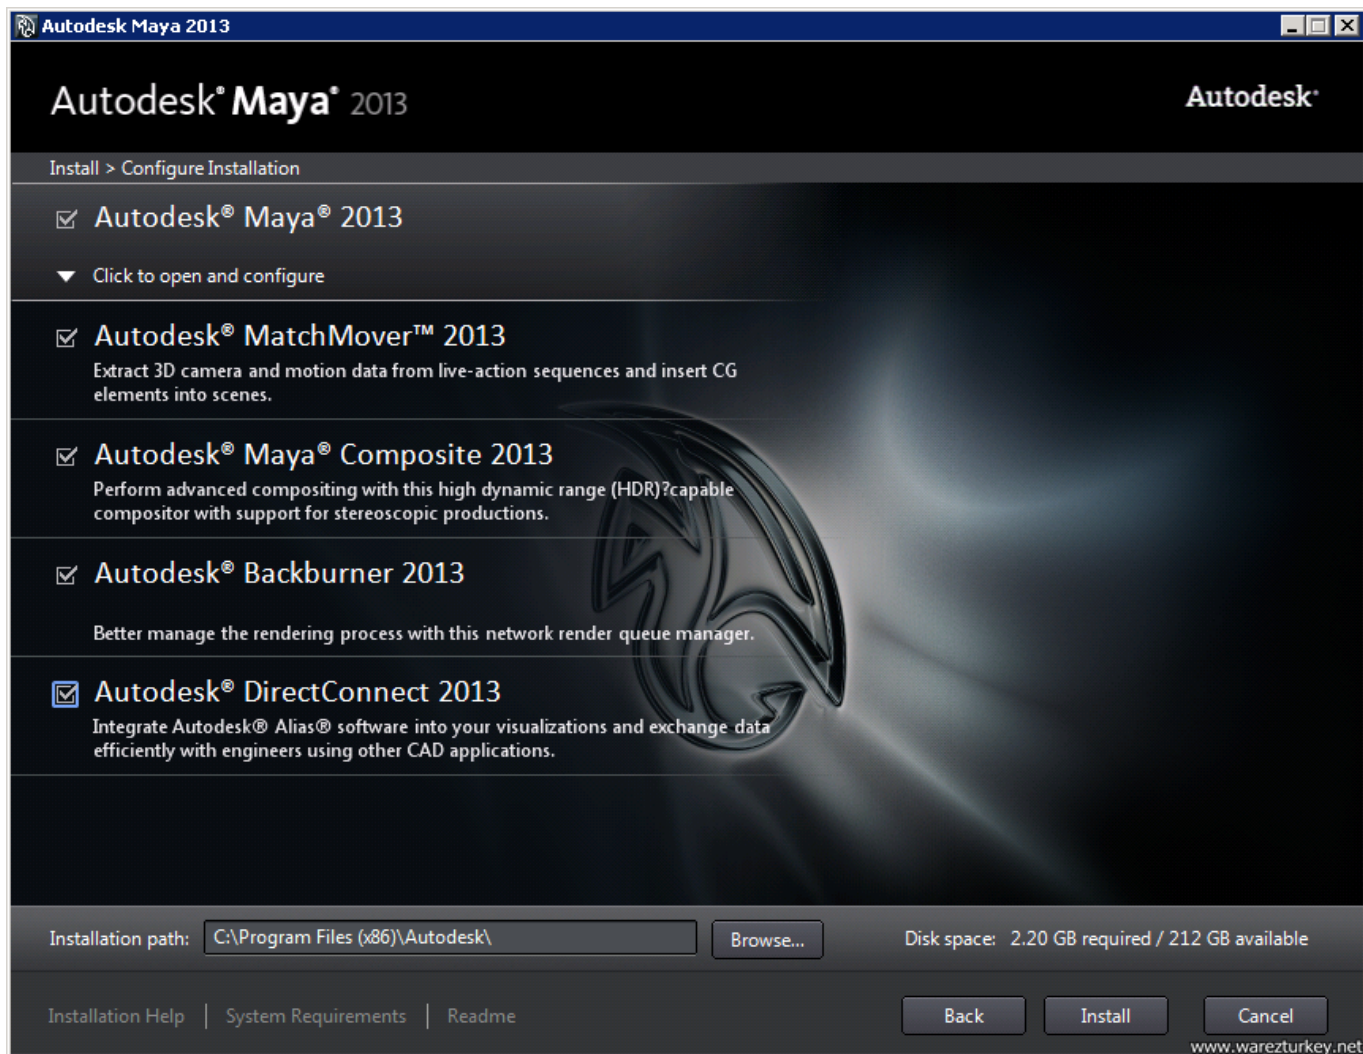 Autodesk Maya 2013
Autodesk® Maya® 2013
Autodesk®
Install > Configure Installation
Autodesk® Maya® 2013
Click to open and configure
Autodesk® MatchMover™ 2013
Extract 3D camera and motion data from live-action sequences and insert CG
elements into scenes.
Autodesk® Maya® Composite 2013
Perform advanced compositing with this high dynamic range (HDR)?capable
compositor with support for stereoscopic productions.
Autodesk® Backburner 2013
Better manage the rendering process with this network render queue manager.
Autodesk® DirectConnect 2013
Integrate Autodesk® Alias® software into your visualizations and exchange data
efficiently with engineers using other CAD applications.
Installation path: C:\Program Files (x86)\Autodesk\ Browse... Disk space: 2.20 GB required / 212 GB available
Installation Help | System Requirements | Readme Back Install Cancel
www.warezturkey.net